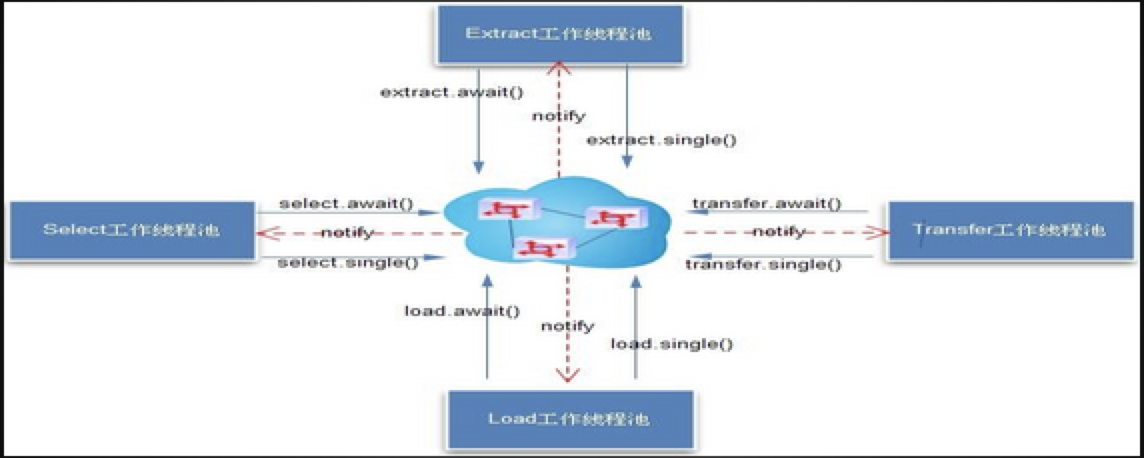 Extract工作线程池
extract.await()
notify
extract.single()
select.await()
transfer.await()
Select工作线程池
notify
notify
Transfer工作线程池
select.single()
transfer.single()
load.await()
notify
load.single()
Load工作线程池